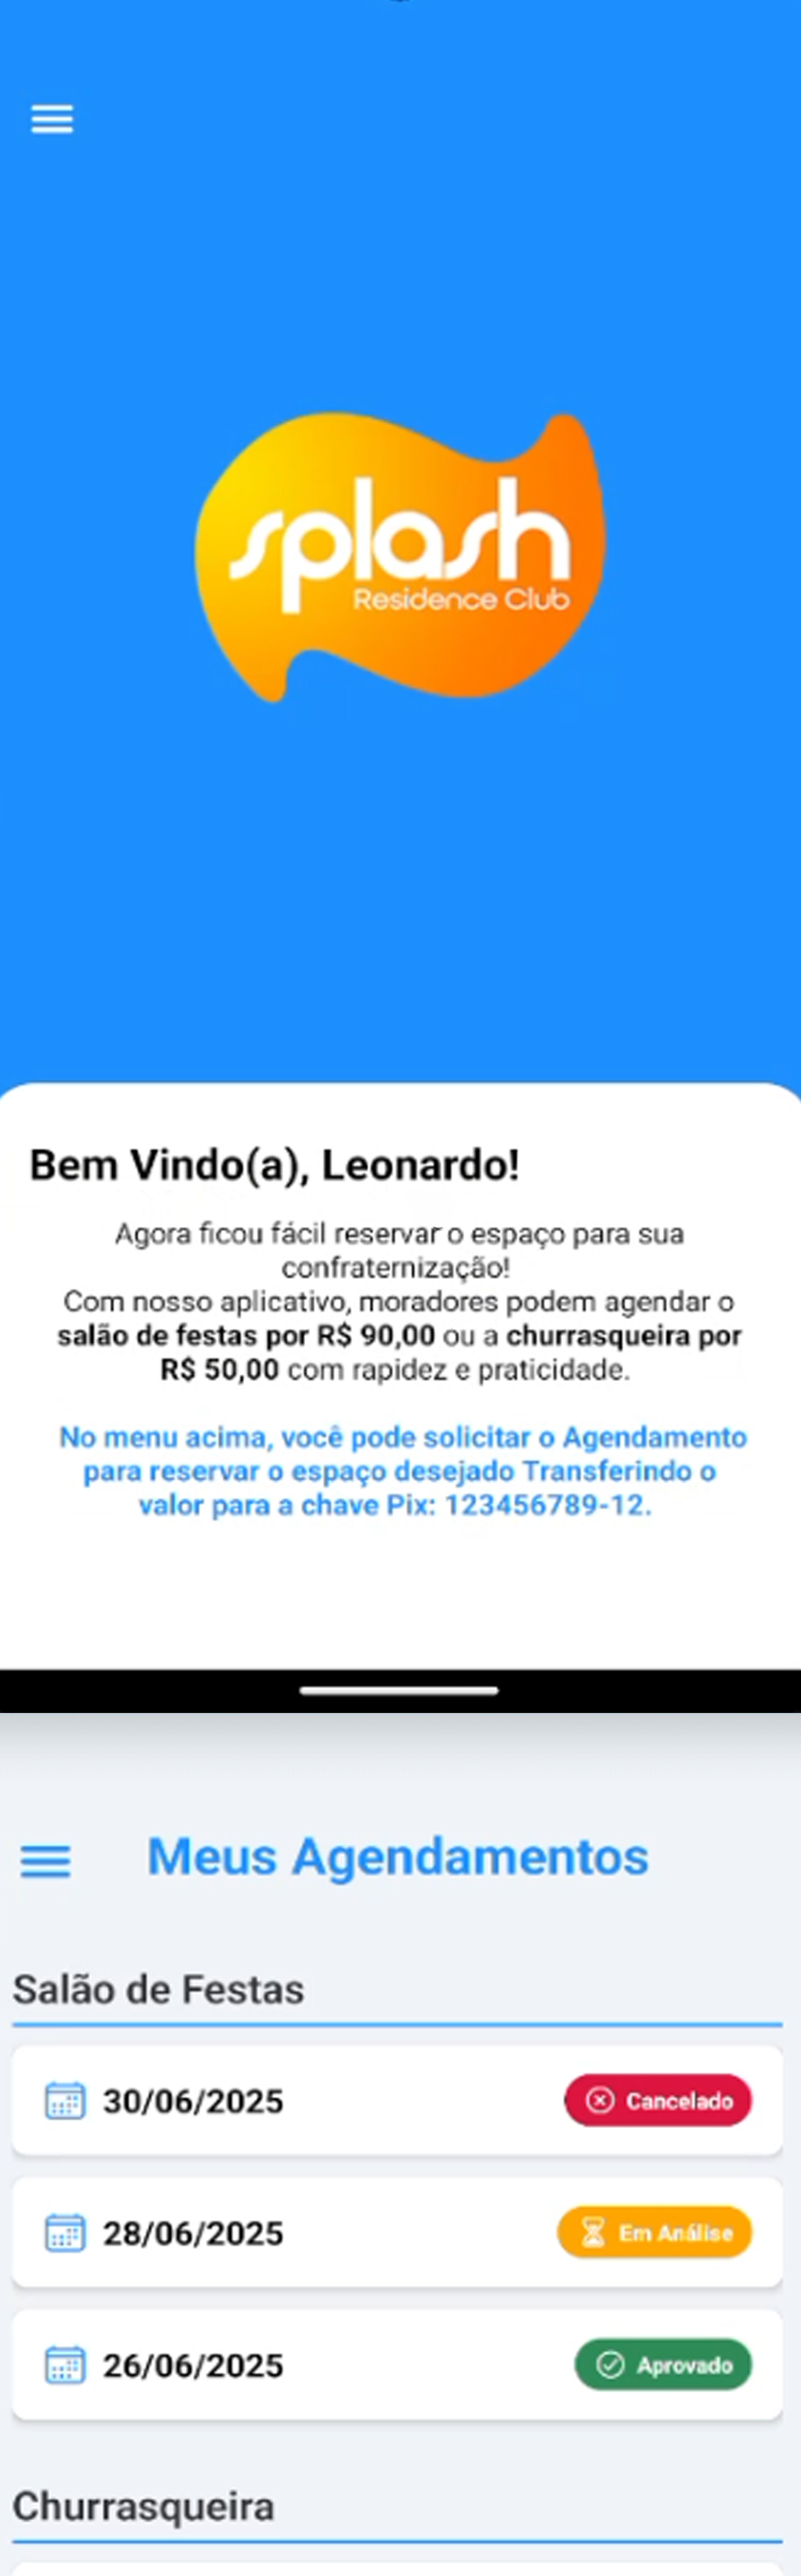 splash
Residence Club
Bem Vindo(a), Leonardo!
Agora ficou fácil reservar o espaço para sua
confraternização!
Com nosso aplicativo, moradores podem agendar o
salão de festas por R$ 90,00 ou a churrasqueira por
R$ 50,00 com rapidez e praticidade.
No menu acima, você pode solicitar o Agendamento
para reservar o espaço desejado Transferindo o
valor para a chave Pix: 123456789-12.
Meus Agendamentos
Salão de Festas
30/06/2025 Cancelado
28/06/2025 Em Análise
26/06/2025 Aprovado
Churrasqueira